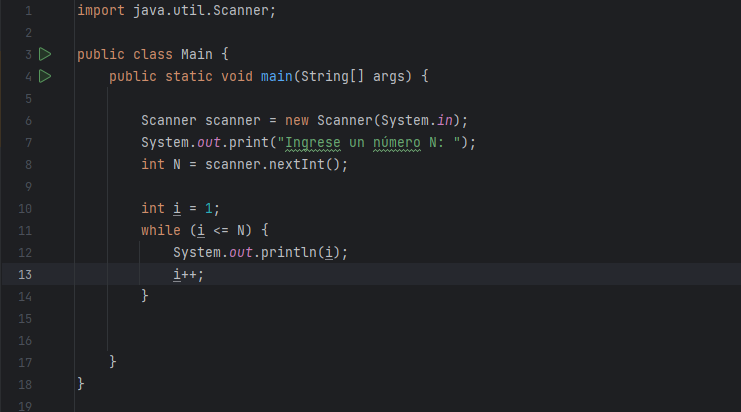 1 import java.util.Scanner;
2
3 public class Main {
4 public static void main(String[] args) {
5
6 Scanner scanner = new Scanner(System.in);
7 System.out.print("Ingrese un número N: ");
8 int N = scanner.nextInt();
9
10 int i = 1;
11 while (i <= N) {
12 System.out.println(i);
13 i++;
14 }
15
16
17 }
18 }
19